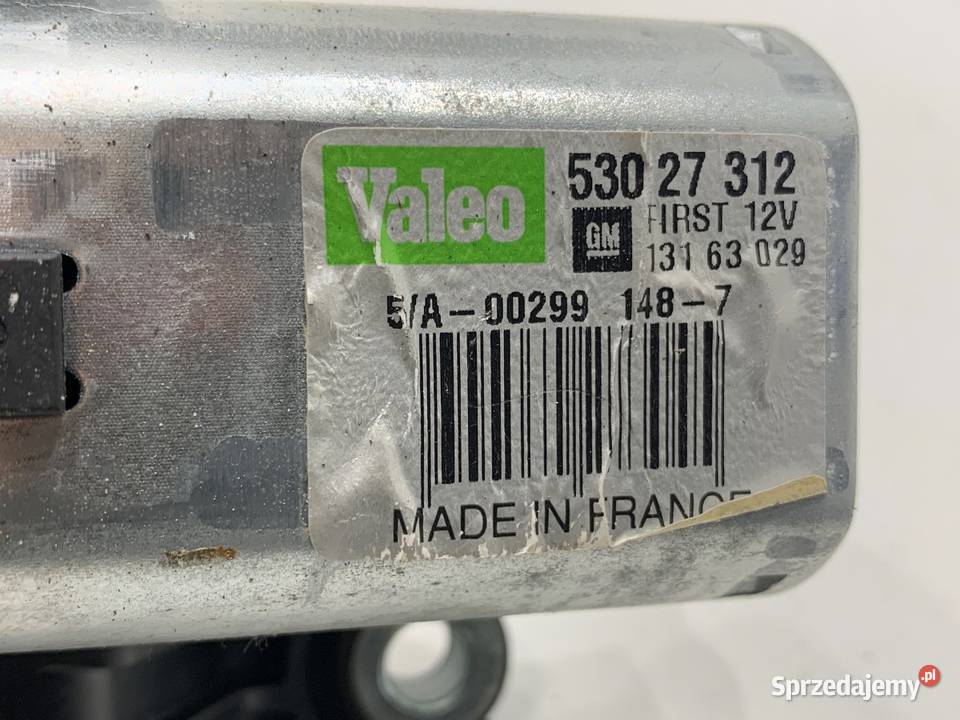 Valeo
530 27 312
GM
FIRST 12V
131 63 029
5/A-00299 148-7
MADE IN FRANCE
Sprzedajemy.pl